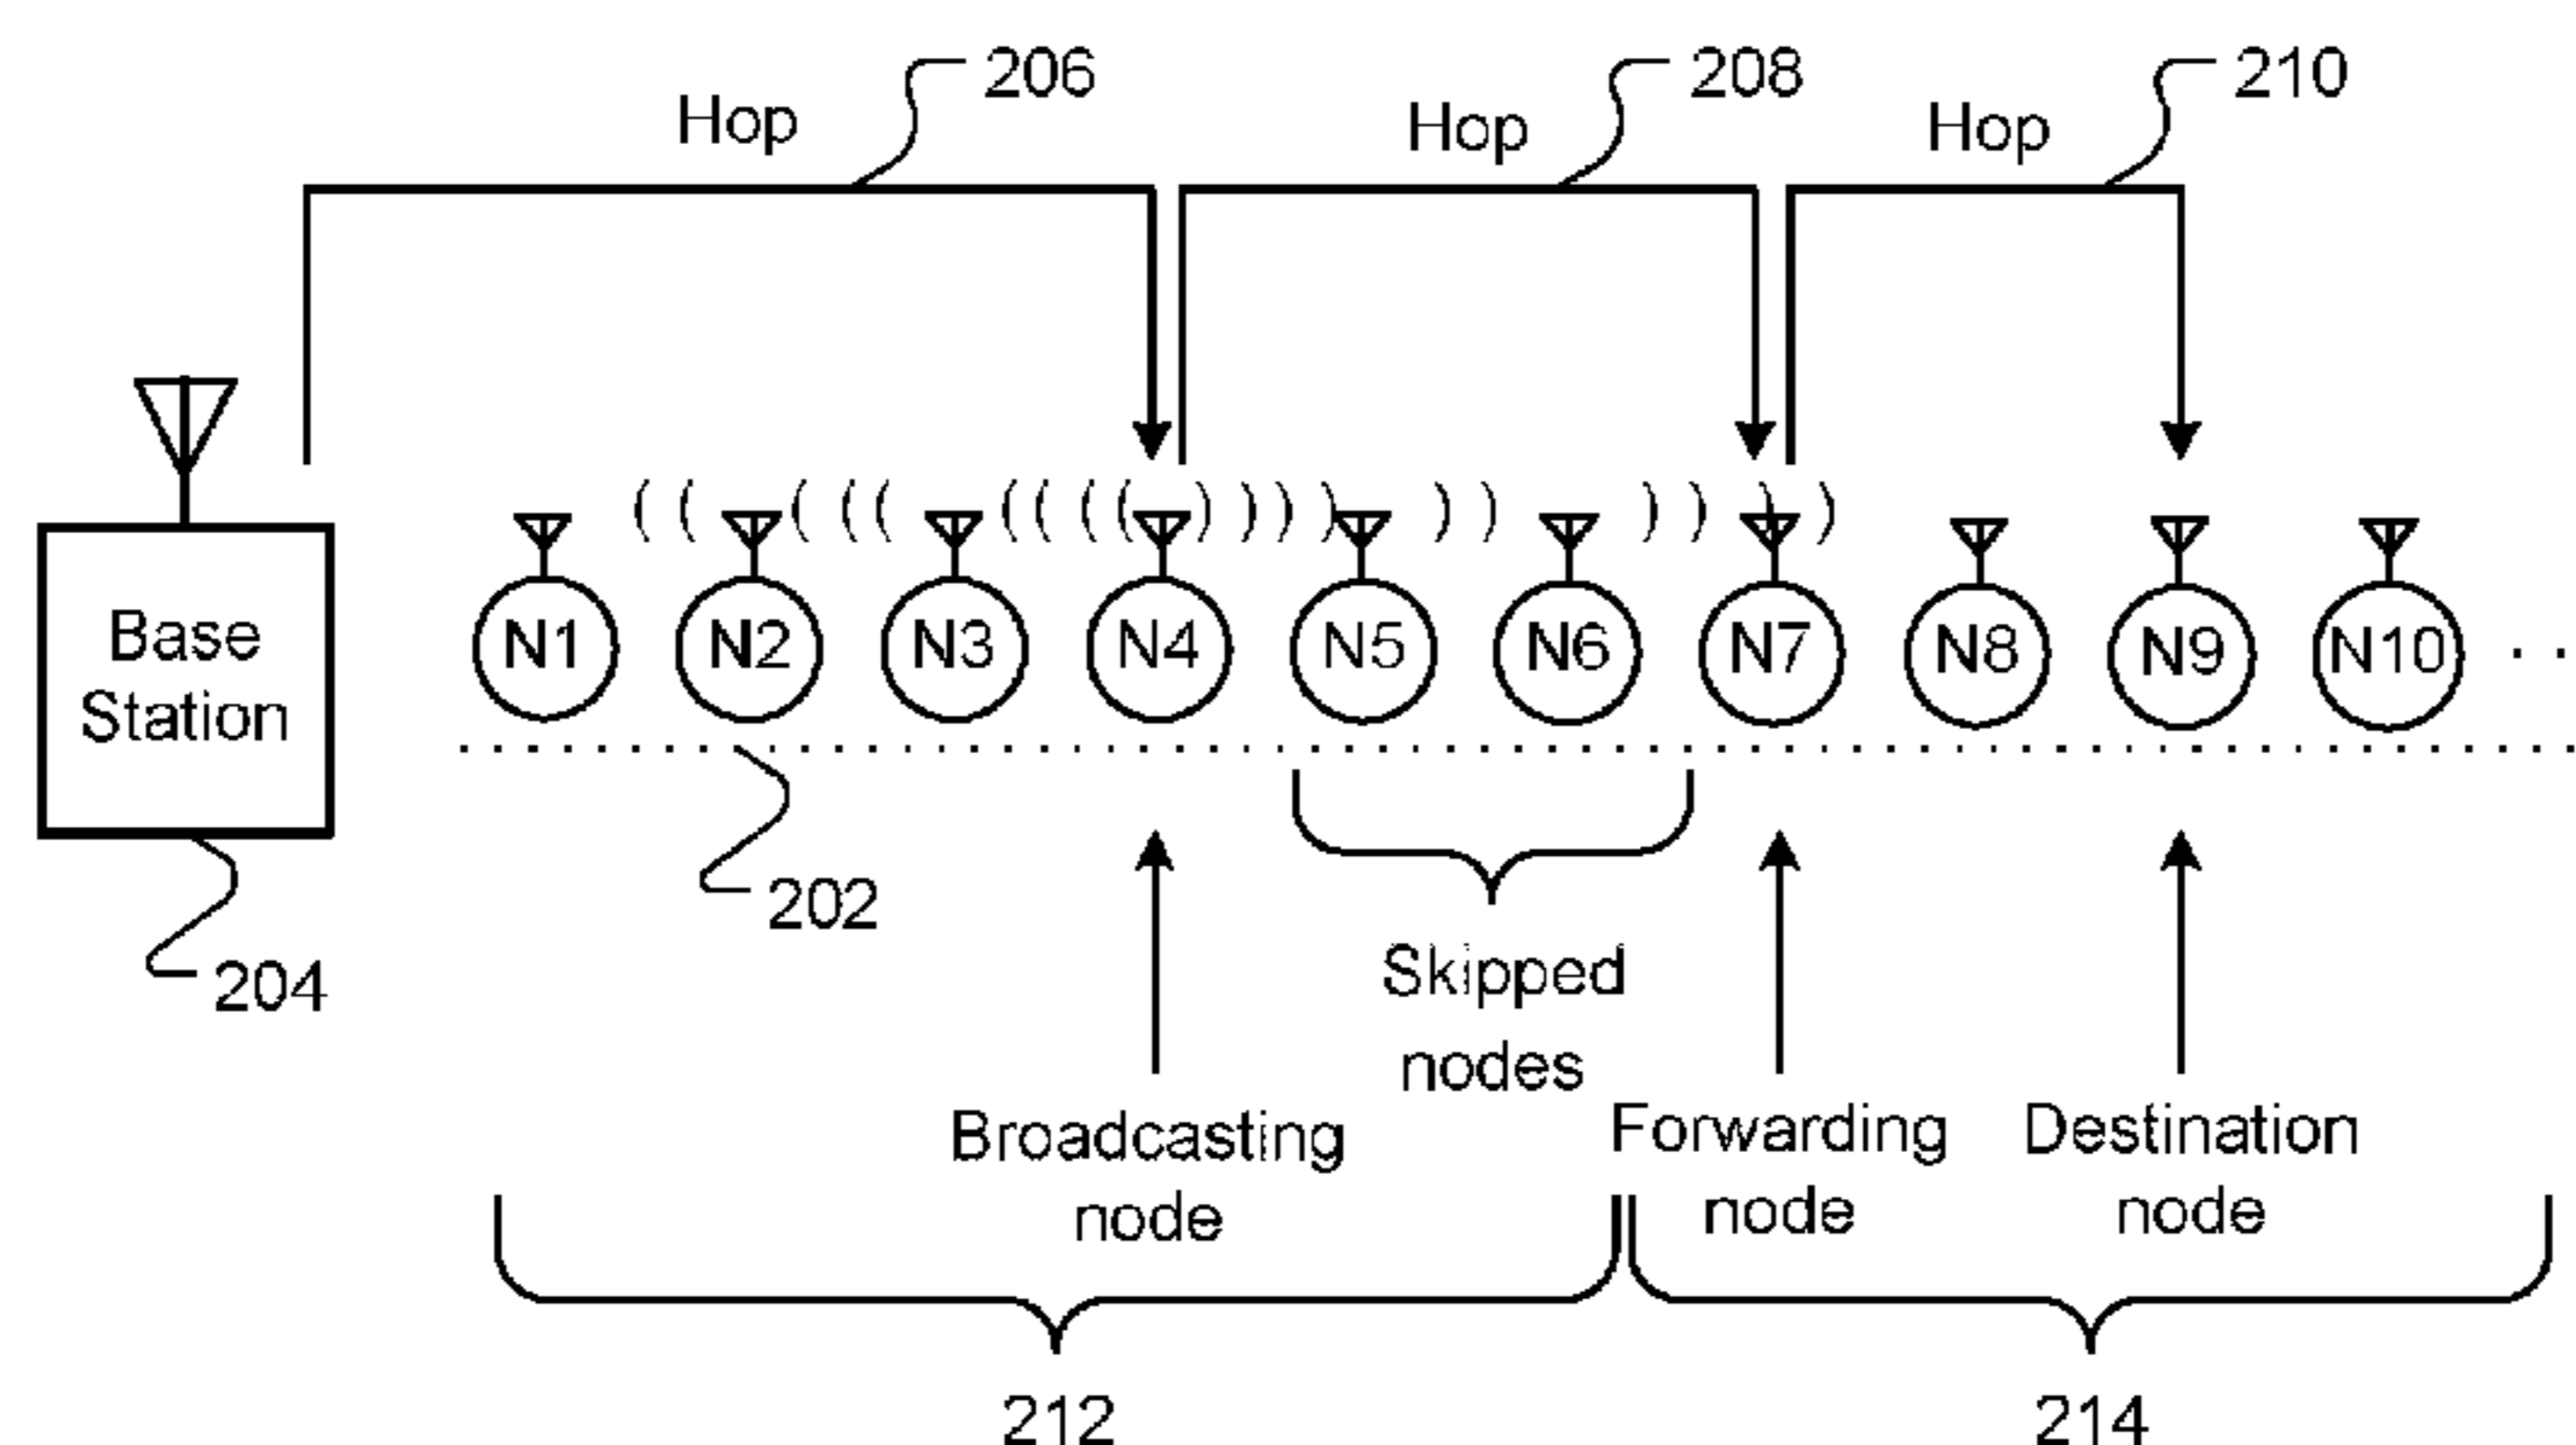 206
208
210
Hop
Hop
Hop
Base
Station
N1
N2
N3
N4
N5
N6
N7
N8
N9
N10
202
204
Skipped
nodes
Broadcasting
node
Forwarding
node
Destination
node
212
214